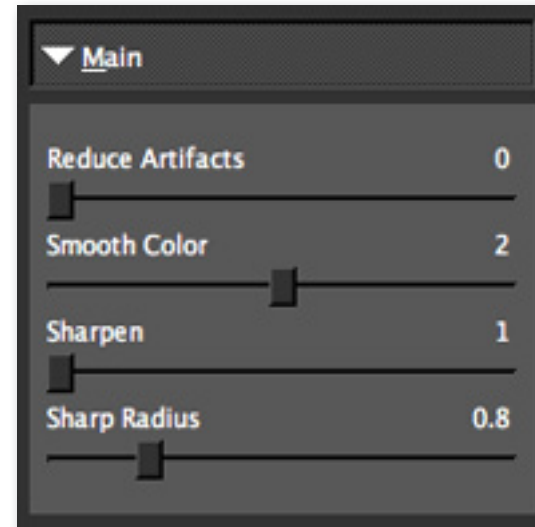 Main
Reduce Artifacts 0
Smooth Color 2
Sharpen 1
Sharp Radius 0.8